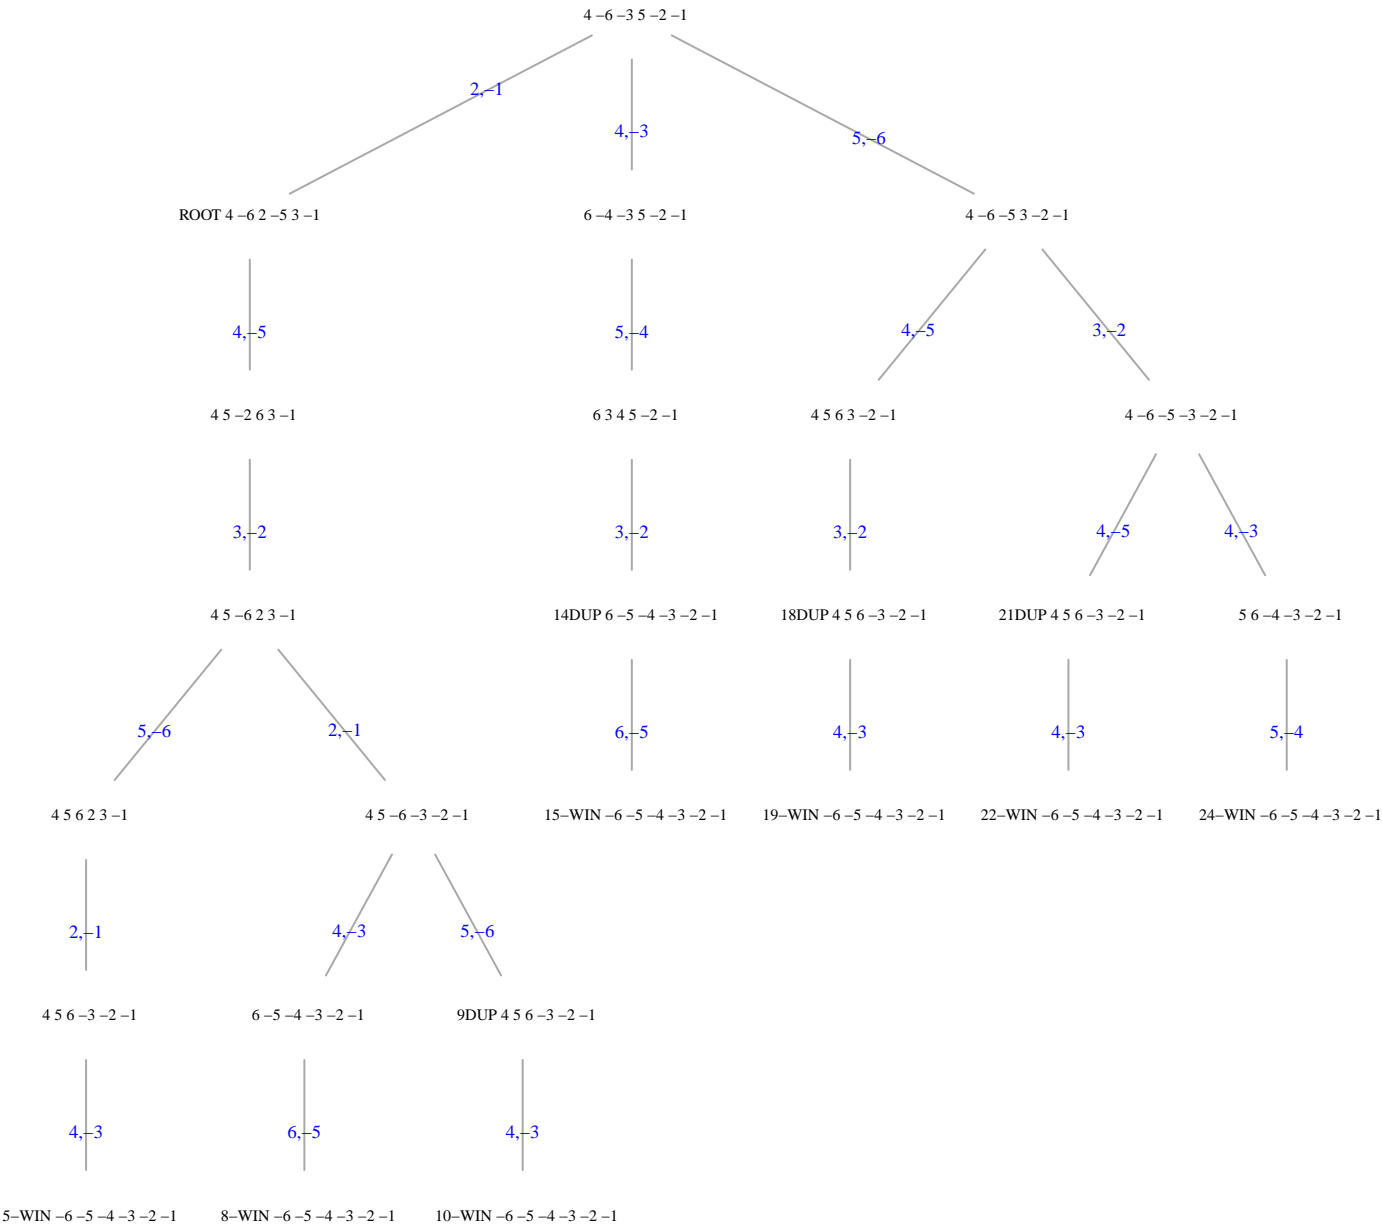 4 –6 –3 5 –2 –1
2,–1
4,–3
5,–6
ROOT 4 –6 2 –5 3 –1
6 –4 –3 5 –2 –1
4 –6 –5 3 –2 –1
4,–5
5,–4
4,–5
3,–2
4 5 –2 6 3 –1
6 3 4 5 –2 –1
4 5 6 3 –2 –1
4 –6 –5 –3 –2 –1
3,–2
3,–2
3,–2
4,–5
4,–3
4 5 –6 2 3 –1
14DUP 6 –5 –4 –3 –2 –1
18DUP 4 5 6 –3 –2 –1
21DUP 4 5 6 –3 –2 –1
5 6 –4 –3 –2 –1
5,–6
2,–1
6,–5
4,–3
4,–3
5,–4
4 5 6 2 3 –1
4 5 –6 –3 –2 –1
15–WIN –6 –5 –4 –3 –2 –1
19–WIN –6 –5 –4 –3 –2 –1
22–WIN –6 –5 –4 –3 –2 –1
24–WIN –6 –5 –4 –3 –2 –1
2,–1
4,–3
5,–6
4 5 6 –3 –2 –1
6 –5 –4 –3 –2 –1
9DUP 4 5 6 –3 –2 –1
4,–3
6,–5
4,–3
5–WIN –6 –5 –4 –3 –2 –1
8–WIN –6 –5 –4 –3 –2 –1
10–WIN –6 –5 –4 –3 –2 –1